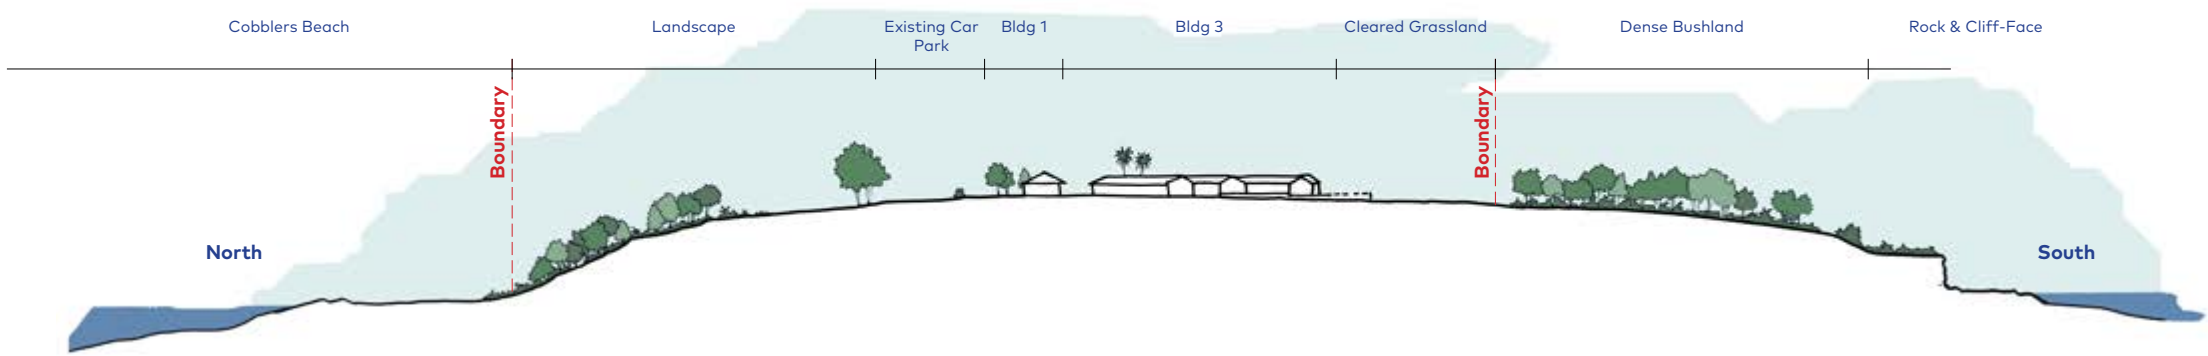 Cobblers Beach
Landscape
Existing Car
Park
Bldg 1
Bldg 3
Cleared Grassland
Dense Bushland
Rock & Cliff-Face
Boundary
Boundary
North
South